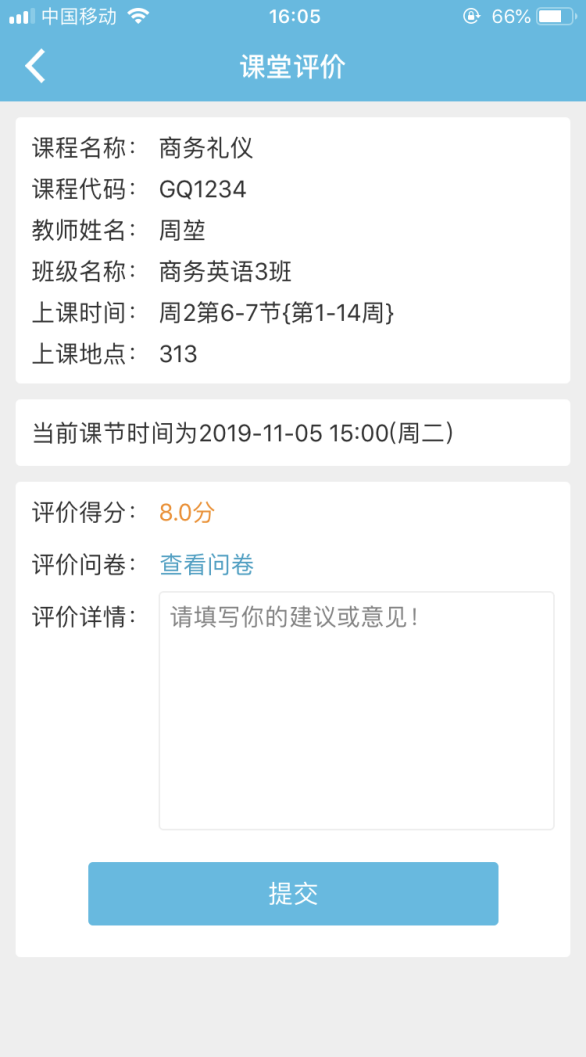 中国移动 16:05 66%
课堂评价
课程名称： 商务礼仪
课程代码： GQ1234
教师姓名： 周堃
班级名称： 商务英语3班
上课时间： 周2第6-7节{第1-14周}
上课地点： 313
当前课节时间为2019-11-05 15:00(周二)
评价得分： 8.0分
评价问卷： 查看问卷
评价详情： 请填写你的建议或意见！
提交